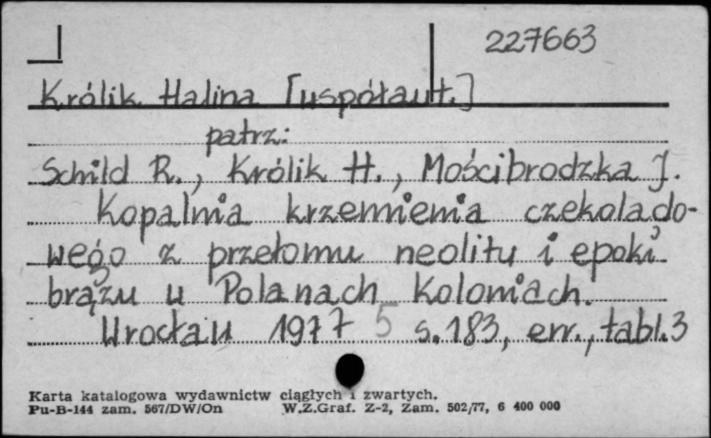 227663
Królik Halina [współaut.]
patrz:
Schild R., Królik H., Mościbrodzka J.
Kopalnia krzemienia czekolado-
wego z przełomu neolitu i epoki
brązu w Polanach Koloniach.
Wrocław 1977 5 s. 183, err., tabl. 3
Karta katalogowa wydawnictw ciągłych i zwartych.
Pu-B-144 zam. 567/DW/On W.Z.Graf. Z-2, Zam. 502/77, 6 400 000